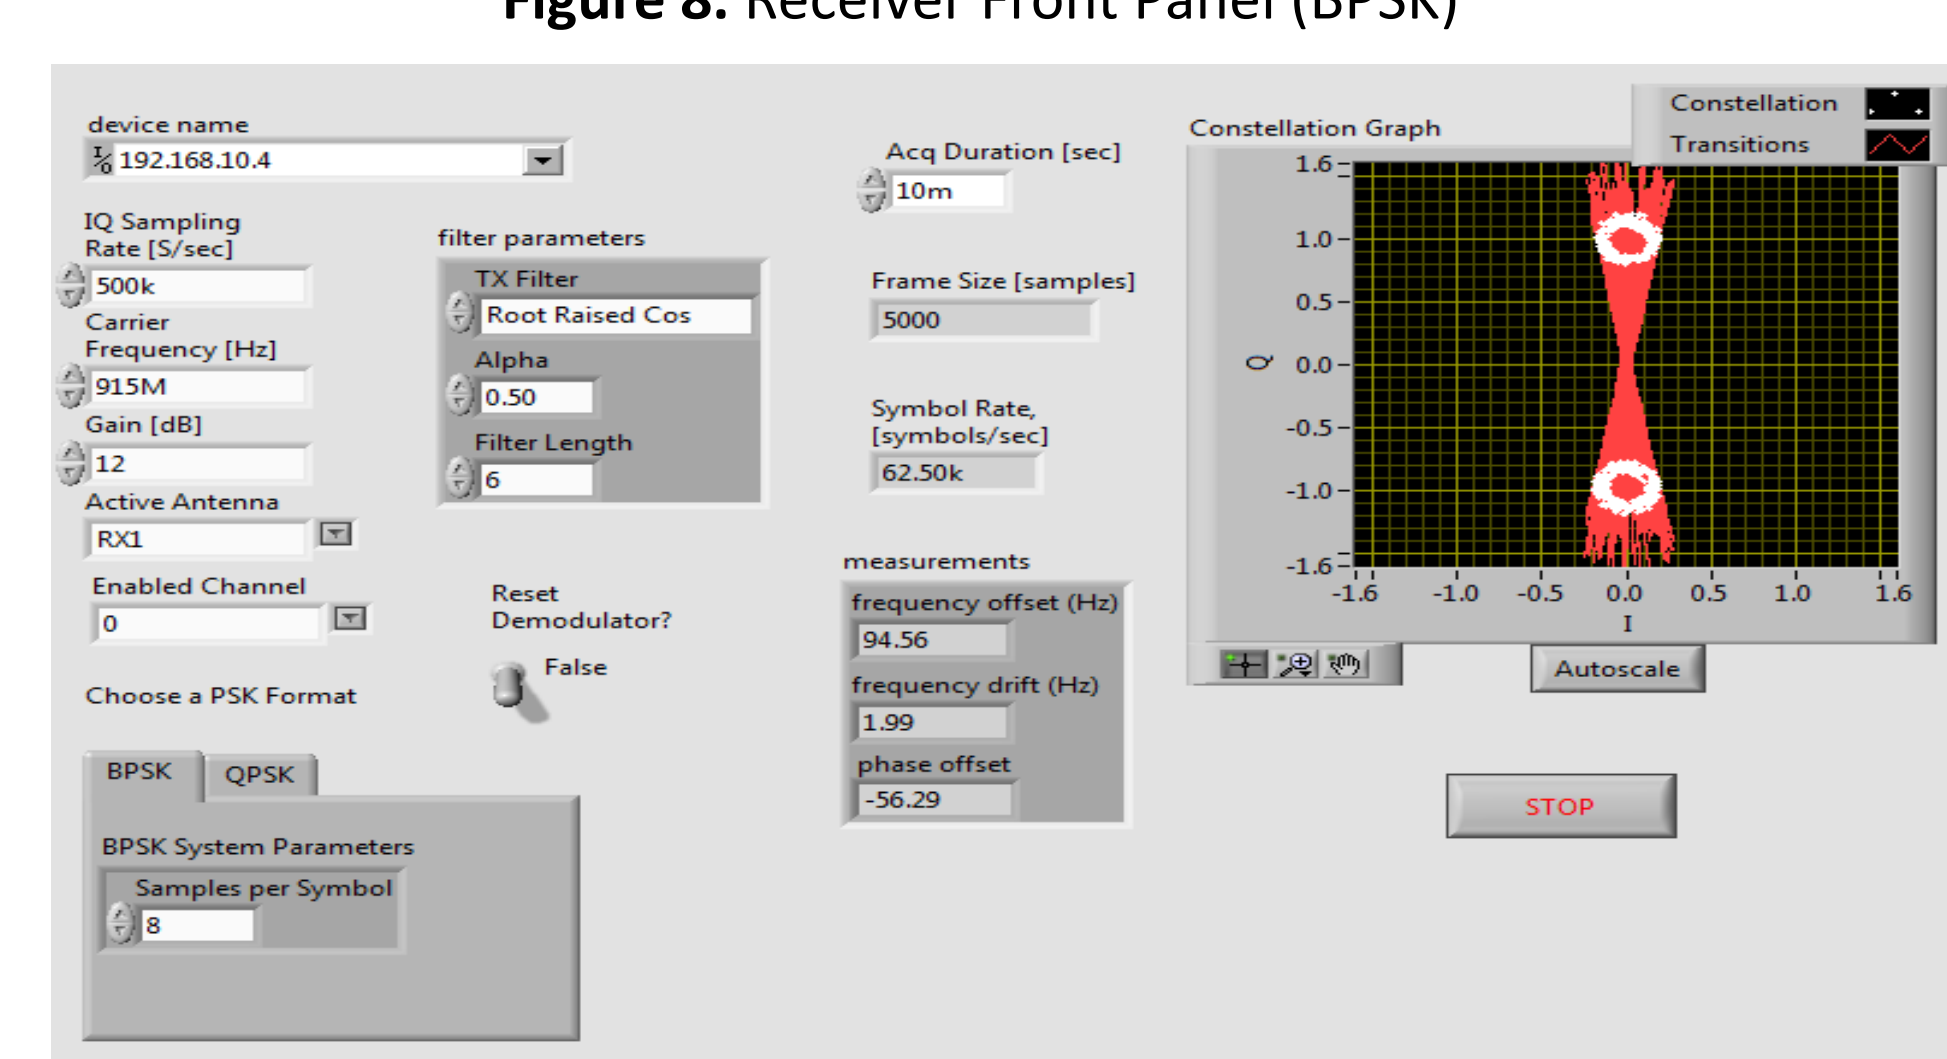 Figure 8. Receiver Front Panel (BPSK)
device name
I/O 192.168.10.4
IQ Sampling
Rate [S/sec]
500k
Carrier
Frequency [Hz]
915M
Gain [dB]
12
Active Antenna
RX1
Enabled Channel
0
Choose a PSK Format
BPSK
QPSK
BPSK System Parameters
Samples per Symbol
8
filter parameters
TX Filter
Root Raised Cos
Alpha
0.50
Filter Length
6
Reset
Demodulator?
False
Acq Duration [sec]
10m
Frame Size [samples]
5000
Symbol Rate,
[symbols/sec]
62.50k
measurements
frequency offset (Hz)
94.56
frequency drift (Hz)
1.99
phase offset
-56.29
Constellation Graph
Constellation
Transitions
1.6
1.0
0.5
0.0
-0.5
-1.0
-1.6
Q
-1.6 -1.0 -0.5 0.0 0.5 1.0 1.6
I
Autoscale
STOP